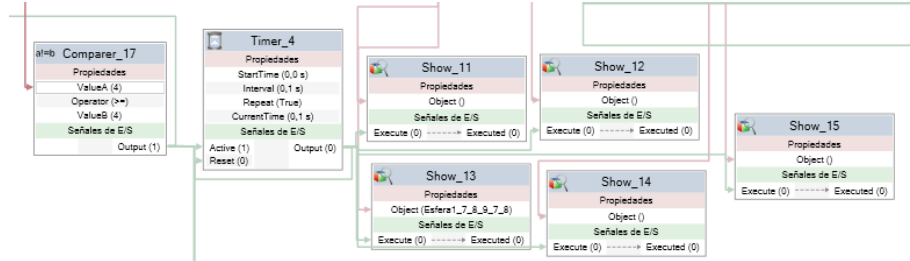 a!=b Comparer_17
Propiedades
ValueA (4)
Operator (>=)
ValueB (4)
Señales de E/S
Output (1)
Timer_4
Propiedades
StartTime (0,0 s)
Interval (0,1 s)
Repeat (True)
CurrentTime (0,1 s)
Señales de E/S
Active (1) Output (0)
Reset (0)
Show_11
Propiedades
Object ()
Señales de E/S
Execute (0) Executed (0)
Show_12
Propiedades
Object ()
Señales de E/S
Execute (0) Executed (0)
Show_13
Propiedades
Object (Esfera1_7_8_9_7_8)
Señales de E/S
Execute (0) Executed (0)
Show_14
Propiedades
Object ()
Señales de E/S
Execute (0) Executed (0)
Show_15
Propiedades
Object ()
Señales de E/S
Execute (0) Executed (0)